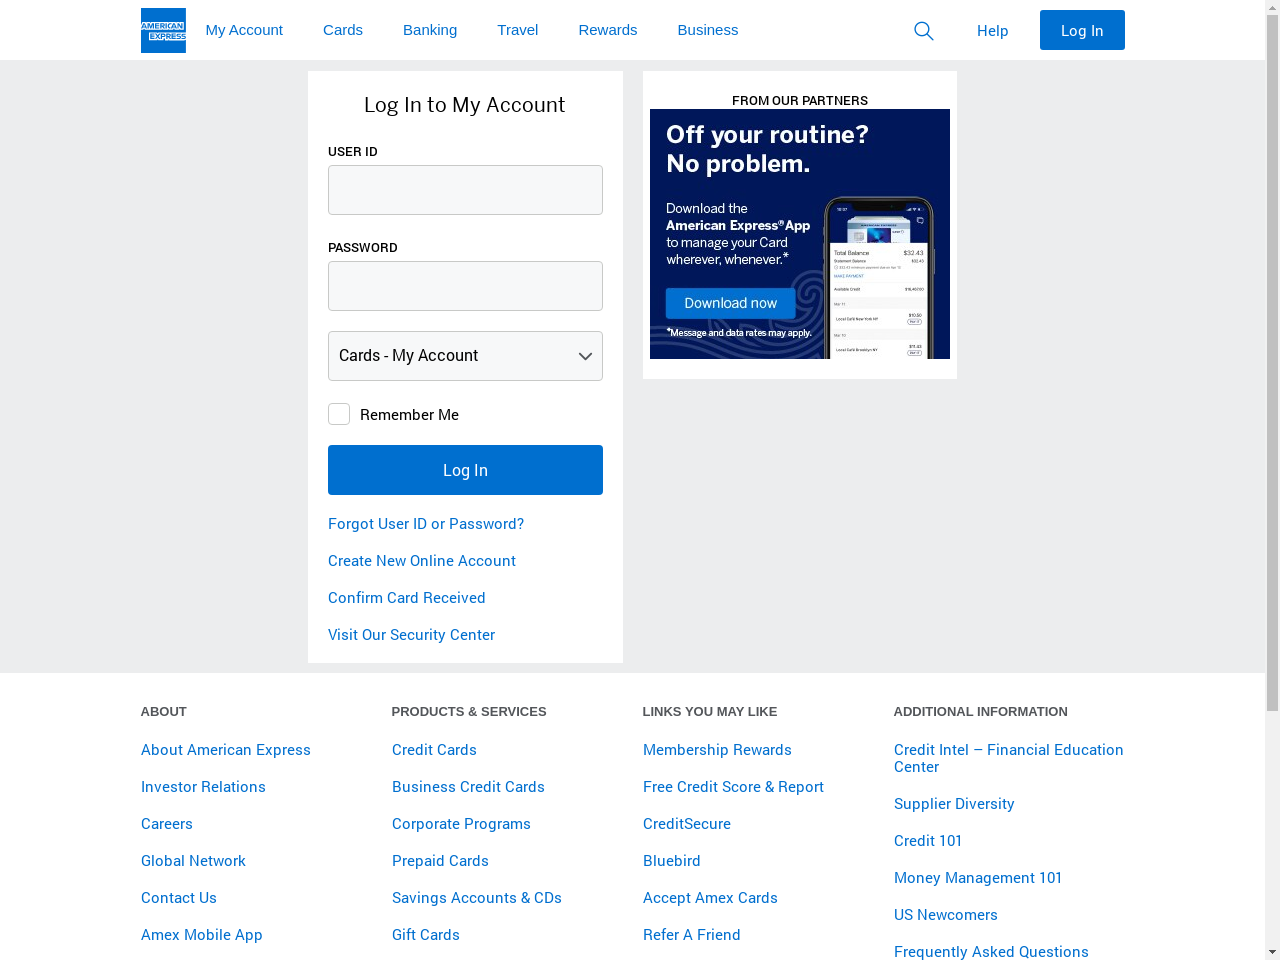 AMERICAN
EXPRESS
My Account
Cards
Banking
Travel
Rewards
Business
Help
Log In
Log In to My Account
USER ID
PASSWORD
Cards - My Account
Remember Me
Log In
Forgot User ID or Password?
Create New Online Account
Confirm Card Received
Visit Our Security Center
FROM OUR PARTNERS
Off your routine?
No problem.
Download the
American Express® App
to manage your Card
wherever, whenever.*
Download now
*Message and data rates may apply.
Total Balance
$32.43
ABOUT
About American Express
Investor Relations
Careers
Global Network
Contact Us
Amex Mobile App
PRODUCTS & SERVICES
Credit Cards
Business Credit Cards
Corporate Programs
Prepaid Cards
Savings Accounts & CDs
Gift Cards
LINKS YOU MAY LIKE
Membership Rewards
Free Credit Score & Report
CreditSecure
Bluebird
Accept Amex Cards
Refer A Friend
ADDITIONAL INFORMATION
Credit Intel – Financial Education
Center
Supplier Diversity
Credit 101
Money Management 101
US Newcomers
Frequently Asked Questions